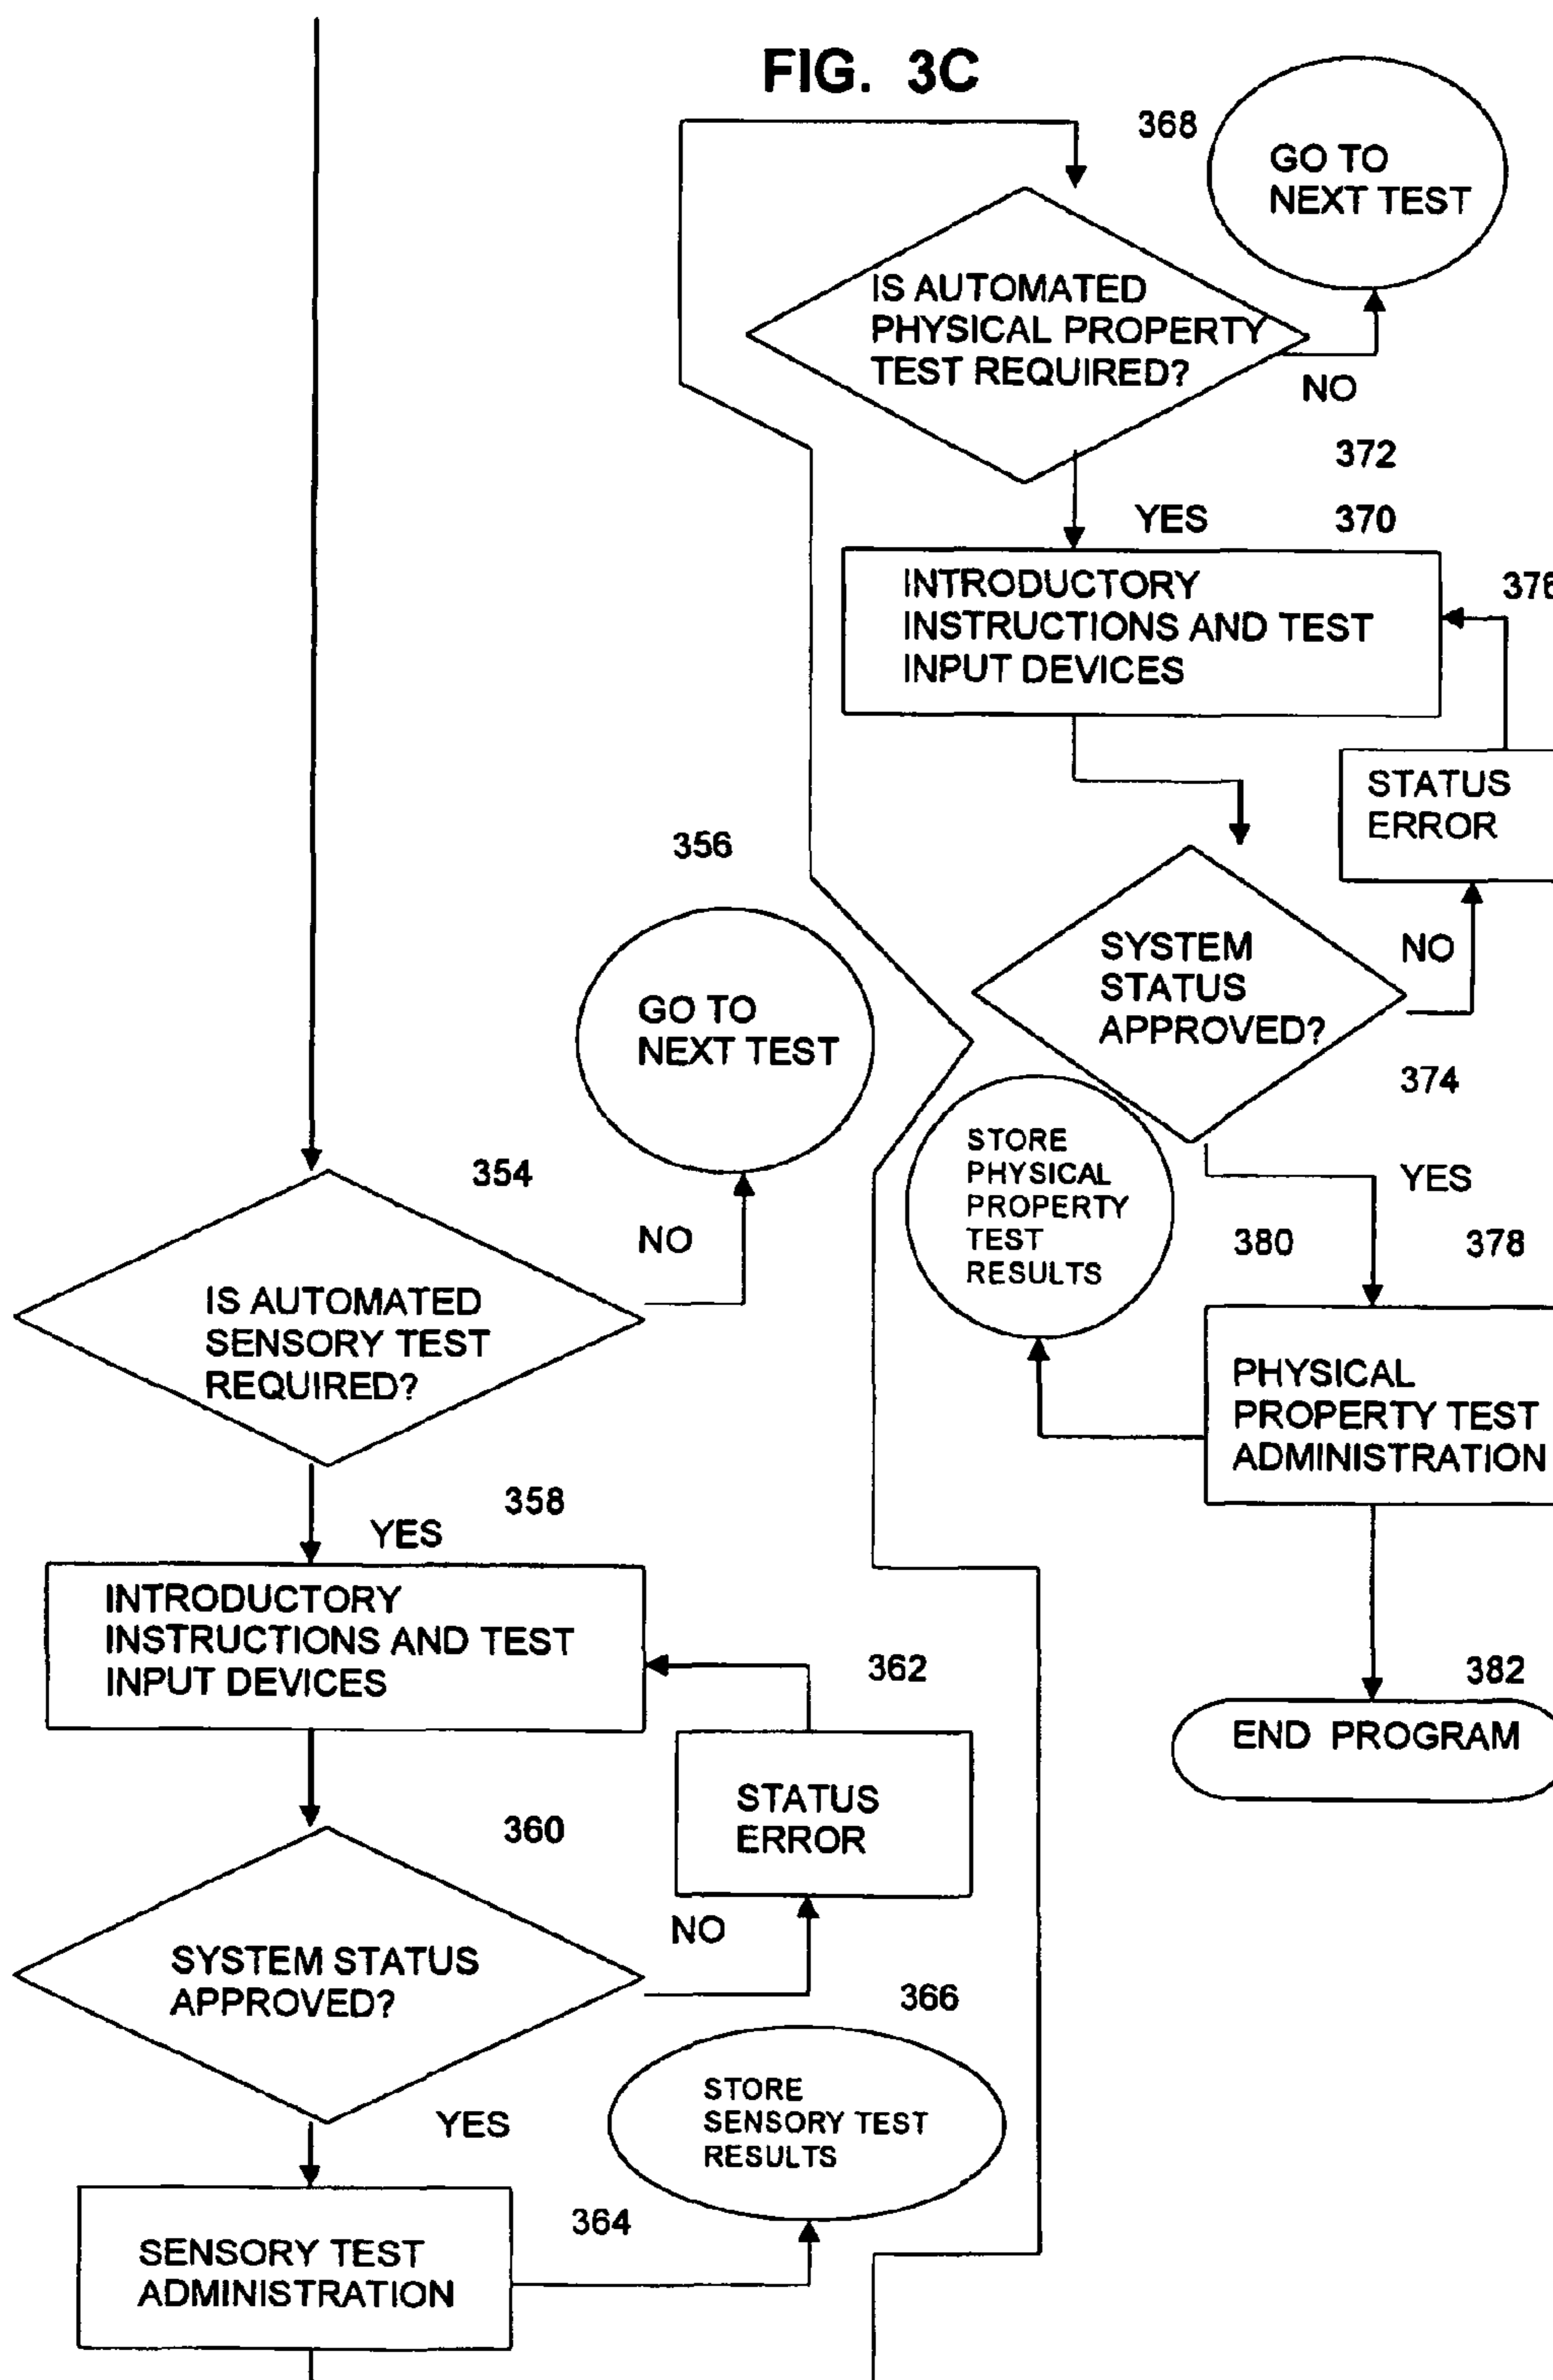 FIG. 3C
368
GO TO
NEXT TEST
IS AUTOMATED
PHYSICAL PROPERTY
TEST REQUIRED?
NO
372
YES
370
INTRODUCTORY
INSTRUCTIONS AND TEST
INPUT DEVICES
376
STATUS
ERROR
SYSTEM
STATUS
APPROVED?
NO
374
YES
STORE
PHYSICAL
PROPERTY
TEST
RESULTS
380
378
PHYSICAL
PROPERTY TEST
ADMINISTRATION
382
END PROGRAM
356
GO TO
NEXT TEST
354
NO
IS AUTOMATED
SENSORY TEST
REQUIRED?
358
YES
INTRODUCTORY
INSTRUCTIONS AND TEST
INPUT DEVICES
362
STATUS
ERROR
360
NO
SYSTEM STATUS
APPROVED?
366
STORE
SENSORY TEST
RESULTS
YES
364
SENSORY TEST
ADMINISTRATION